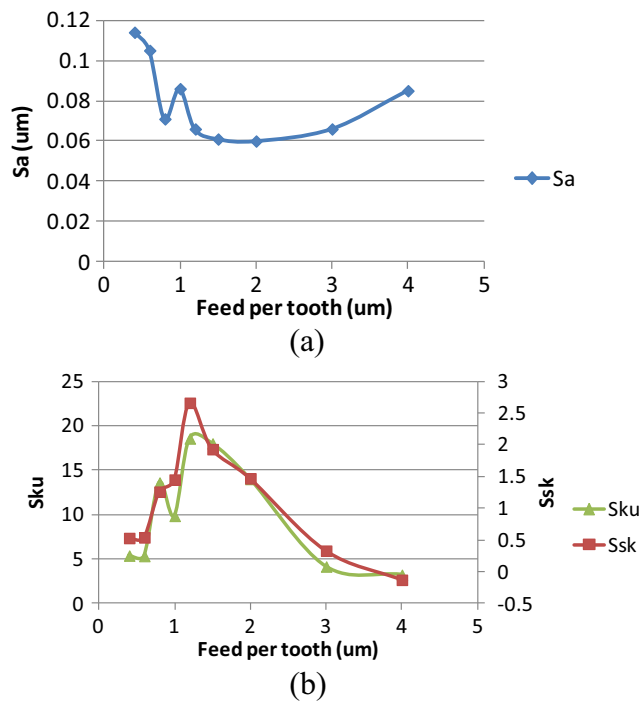 0.12
0.1
0.08
0.06
0.04
0.02
0
Sa (um)
0 1 2 3 4 5
Feed per tooth (um)
Sa
(a)
25
20
15
10
5
0
Sku
3
2.5
2
1.5
1
0.5
0
-0.5
Ssk
0 1 2 3 4 5
Feed per tooth (um)
Sku
Ssk
(b)